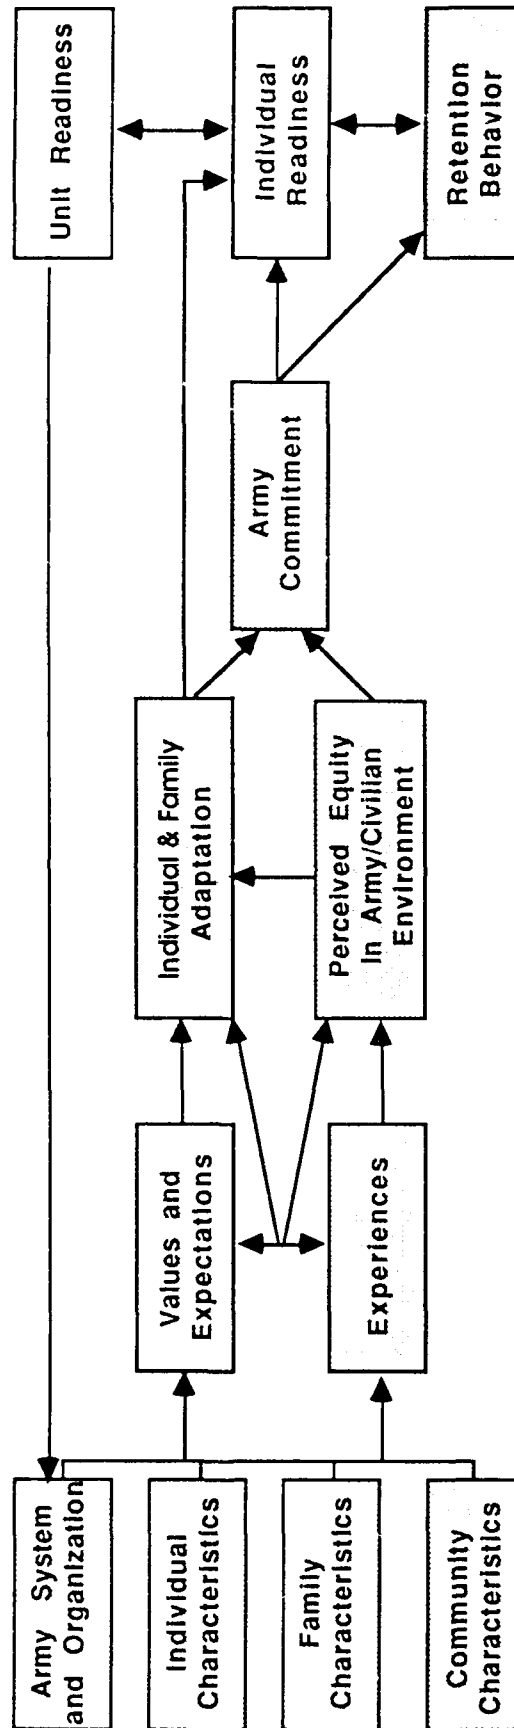 Army System
and Organization
Individual
Characteristics
Family
Characteristics
Community
Characteristics
Values and
Expectations
Experiences
Individual & Family
Adaptation
Perceived Equity
In Army/Civilian
Environment
Army
Commitment
Unit Readiness
Individual
Readiness
Retention
Behavior